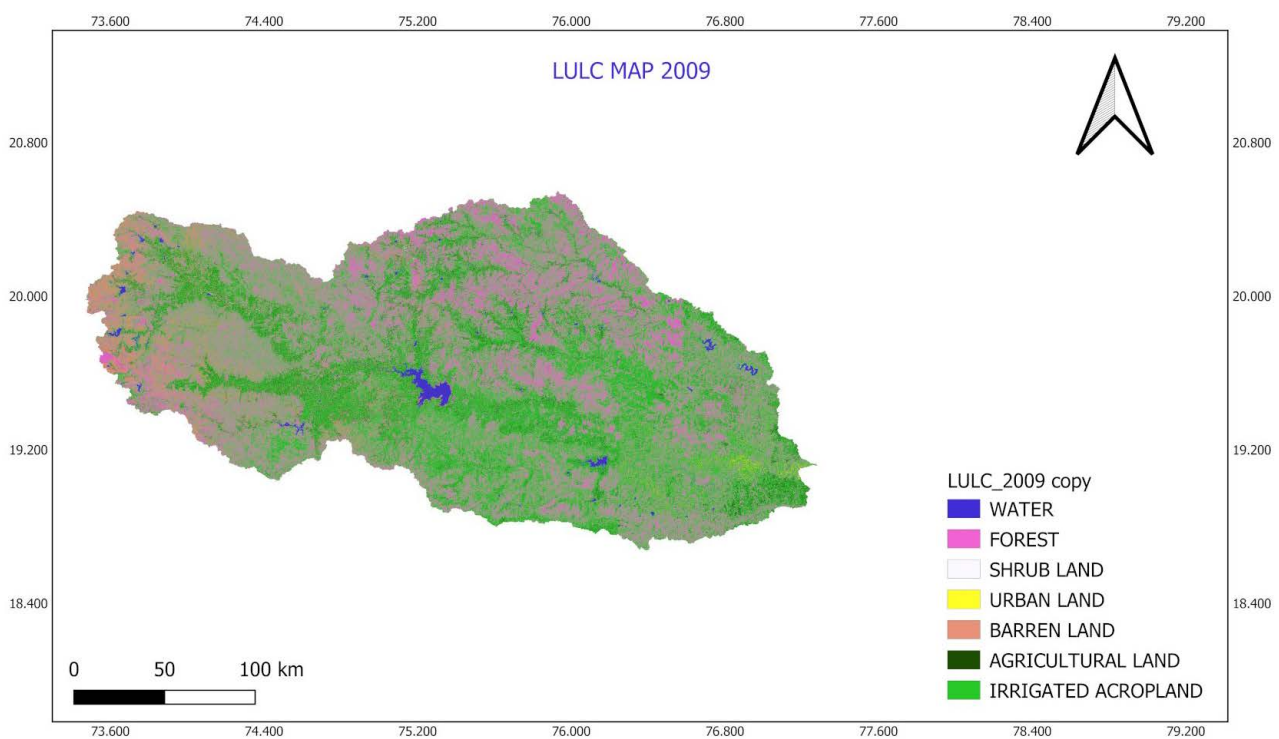 73.600 74.400 75.200 76.000 76.800 77.600 78.400 79.200
LULC MAP 2009
20.800 20.800
20.000 20.000
19.200 19.200
LULC_2009 copy
WATER
FOREST
SHRUB LAND
URBAN LAND
18.400 18.400
BARREN LAND
AGRICULTURAL LAND
IRRIGATED ACROPLAND
0 50 100 km
73.600 74.400 75.200 76.000 76.800 77.600 78.400 79.200